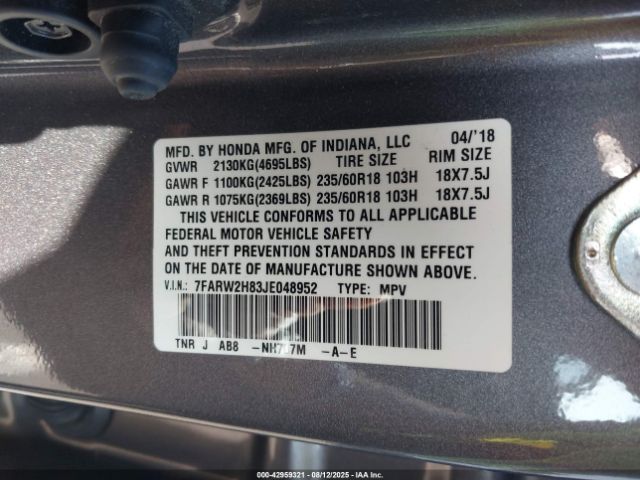 MFD. BY HONDA MFG. OF INDIANA, LLC 04/'18
GVWR 2130KG(4695LBS) TIRE SIZE RIM SIZE
GAWR F 1100KG(2425LBS) 235/60R18 103H 18X7.5J
GAWR R 1075KG(2369LBS) 235/60R18 103H 18X7.5J
THIS VEHICLE CONFORMS TO ALL APPLICABLE
FEDERAL MOTOR VEHICLE SAFETY
AND THEFT PREVENTION STANDARDS IN EFFECT
ON THE DATE OF MANUFACTURE SHOWN ABOVE.
V.I.N.: 7FARW2H83JE048952 TYPE: MPV
TNR J AB8 -NH797M -A-E
000-42959321 - 08/12/2025 - IAAI.COM